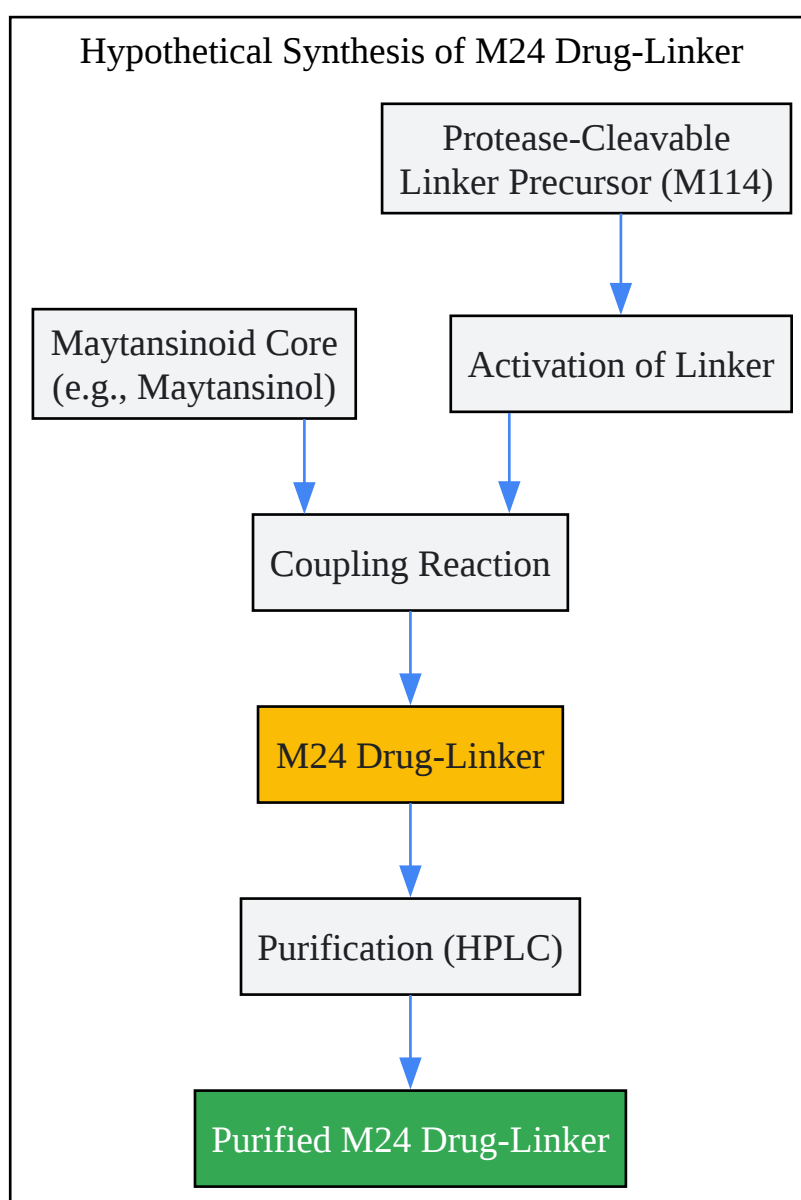 Hypothetical Synthesis of M24 Drug-Linker
Protease-Cleavable
Linker Precursor (M114)
Maytansinoid Core
(e.g., Maytansinol)
Activation of Linker
Coupling Reaction
M24 Drug-Linker
Purification (HPLC)
Purified M24 Drug-Linker